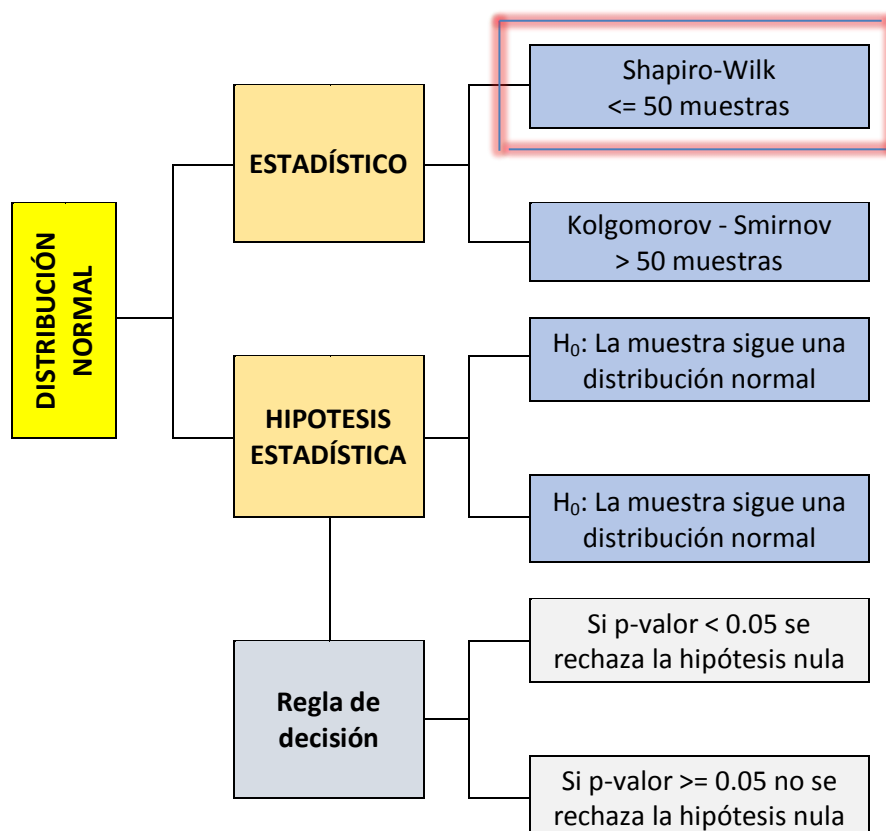 DISTRIBUCIÓN
NORMAL
ESTADÍSTICO
Shapiro-Wilk
<= 50 muestras
Kolgomorov - Smirnov
> 50 muestras
HIPOTESIS
ESTADÍSTICA
H₀: La muestra sigue una
distribución normal
H₀: La muestra sigue una
distribución normal
Regla de
decisión
Si p-valor < 0.05 se
rechaza la hipótesis nula
Si p-valor >= 0.05 no se
rechaza la hipótesis nula